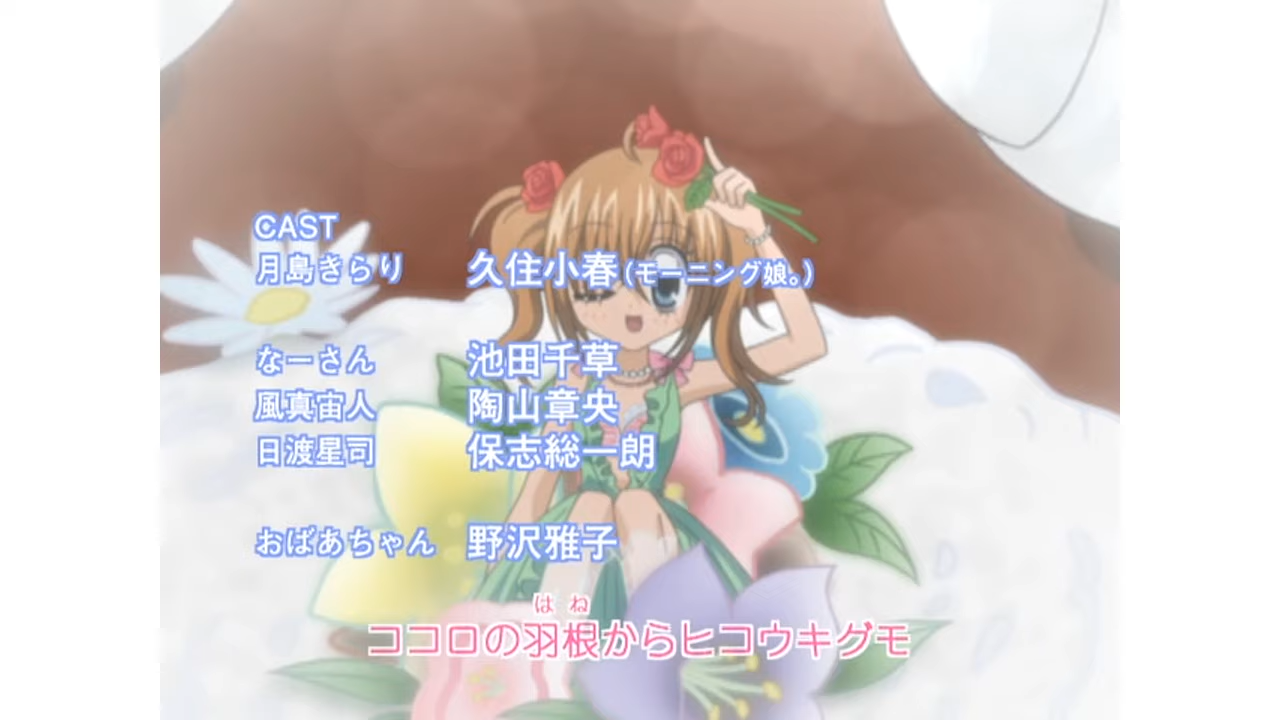 CAST
月島きらり 久住小春(モーニング娘。)
なーさん 池田千草
風真宙人 陶山章央
日渡星司 保志総一朗
おばあちゃん 野沢雅子
はね
ココロの羽根からヒコウキグモ